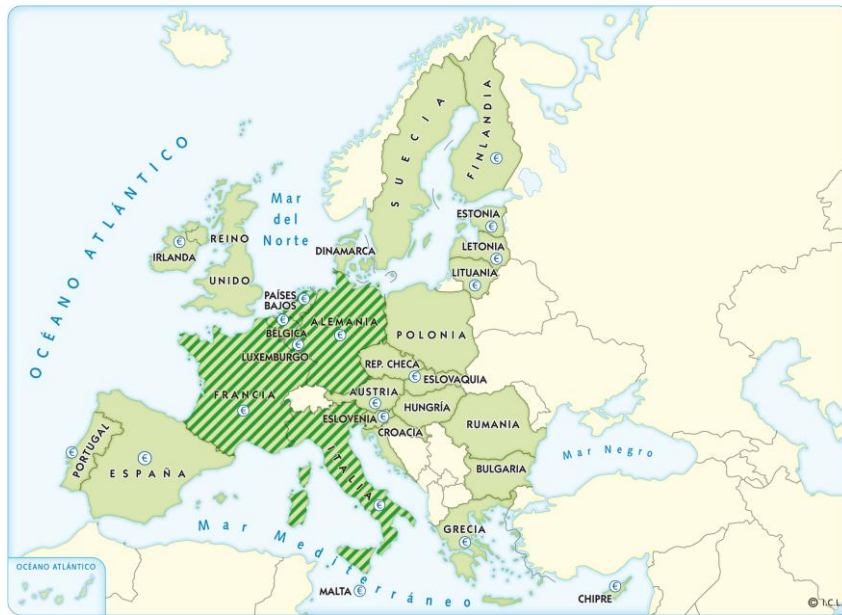 OCÉANO ATLÁNTICO
SUECIA
FINLANDIA
€
Mar
del
Norte
ESTONIA
€
LETONIA
€
LITUANIA
€
DINAMARCA
REINO
UNIDO
€
IRLANDA
PAÍSES
BAJOS
€
BÉLGICA
€
LUXEMBURGO
€
ALEMANIA
€
POLONIA
REP. CHECA
€
ESLOVAQUIA
AUSTRIA
€
HUNGRÍA
ESLOVENIA
€
CROACIA
RUMANIA
BULGARIA
Mar Negro
FRANCIA
€
ITALIA
€
PORTUGAL
€
ESPAÑA
€
GRECIA
€
Mar Mediterráneo
MALTA
€
CHIPRE
€
OCÉANO ATLÁNTICO
© I.C.L.